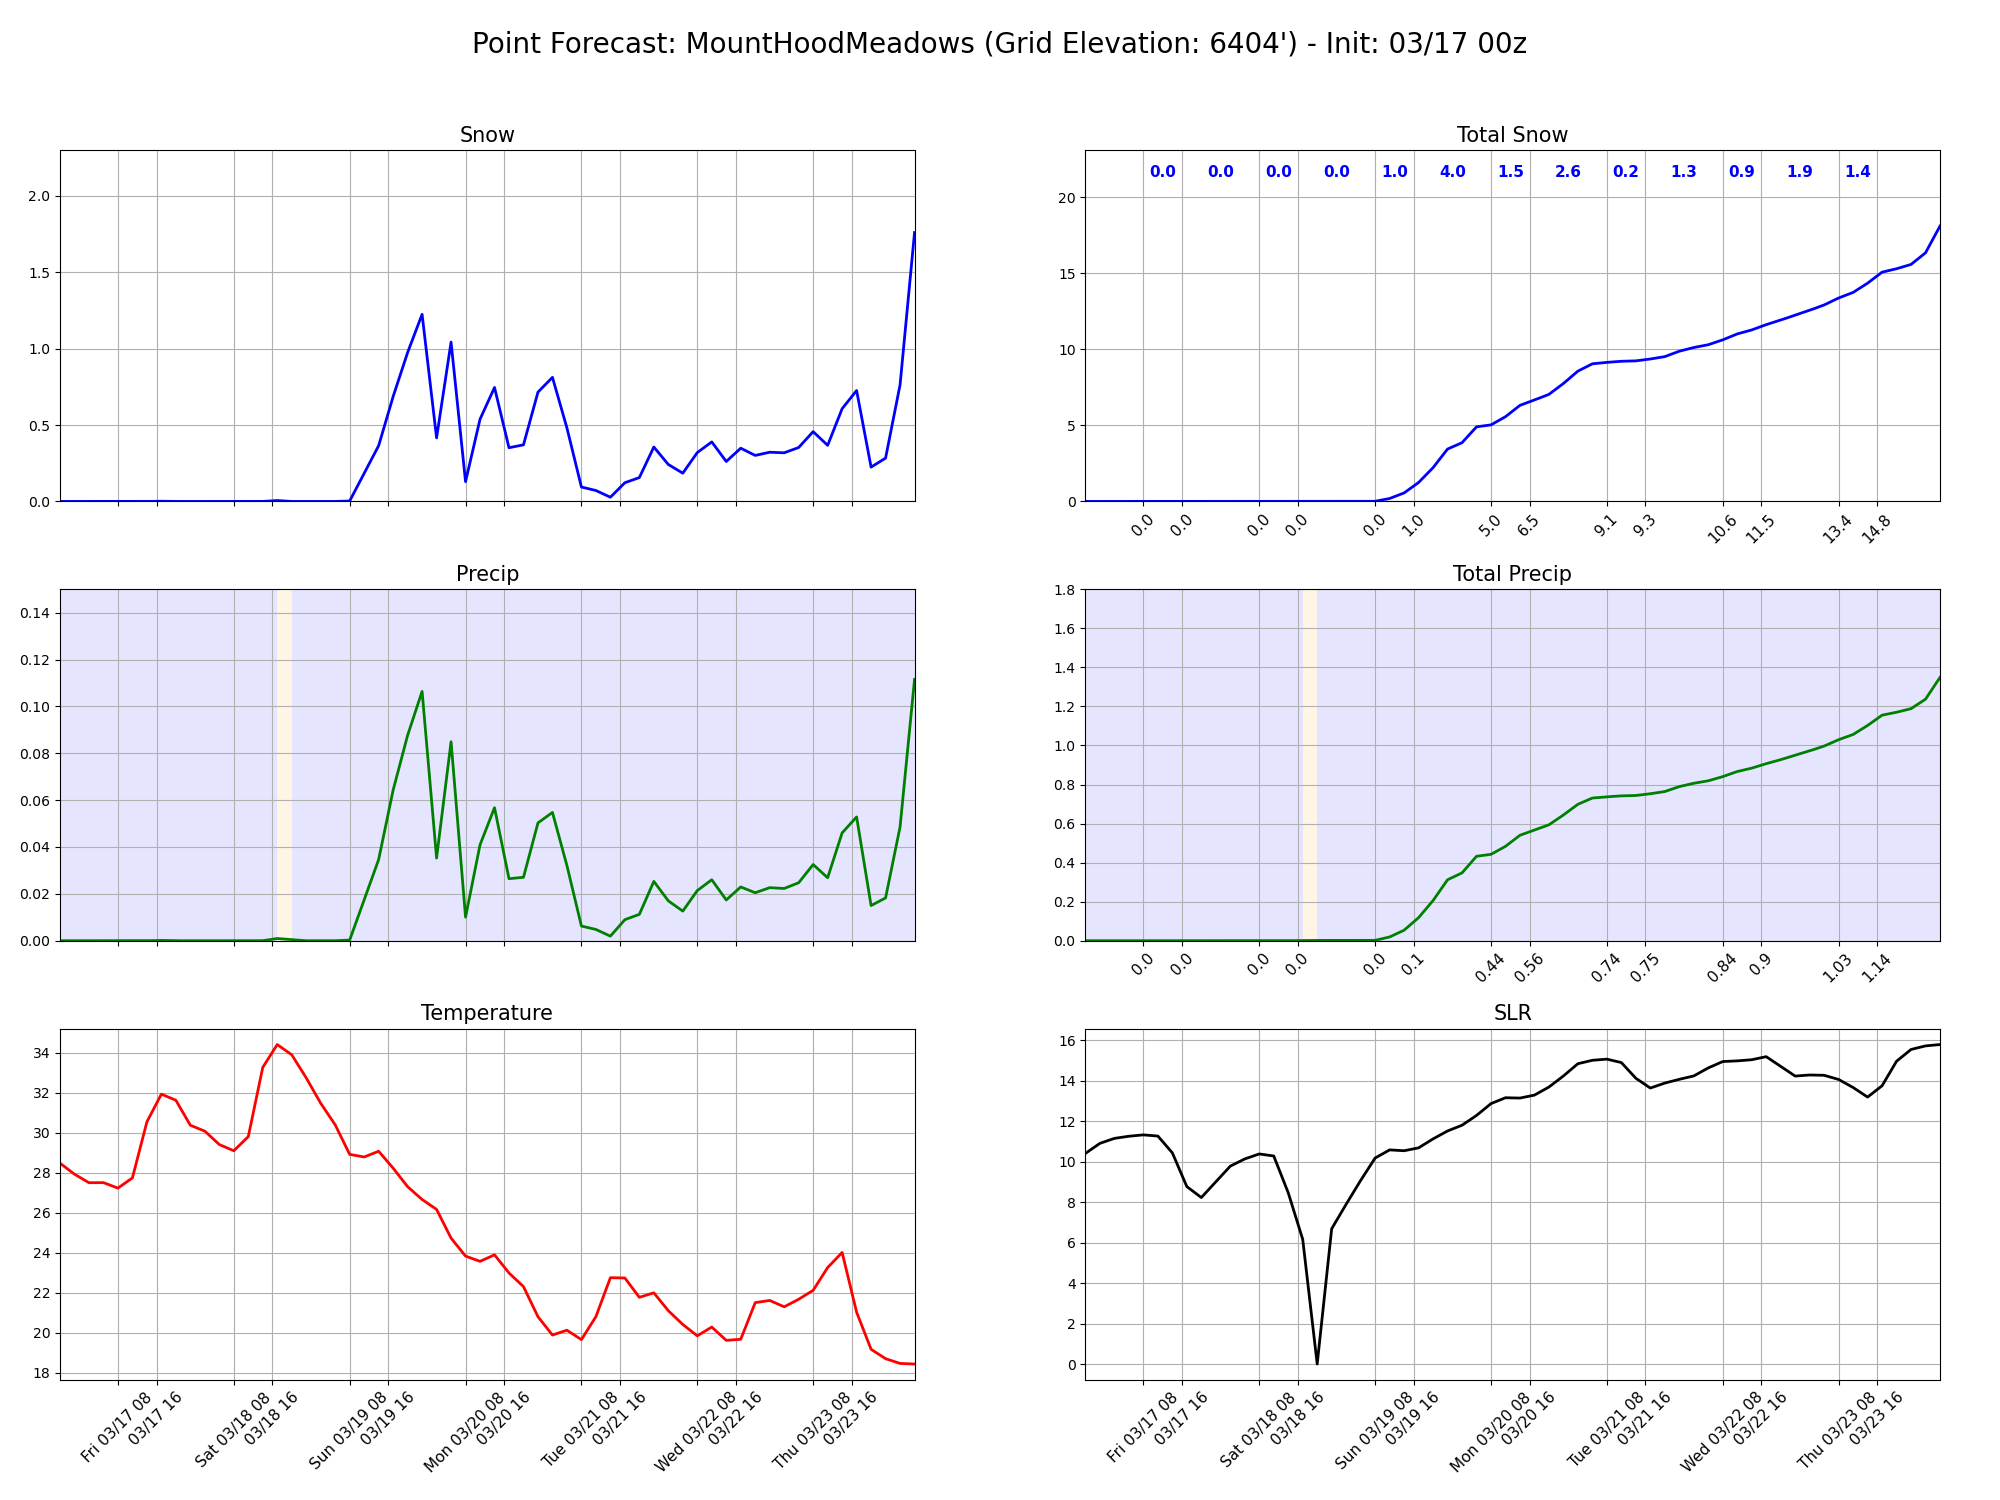 Point Forecast: MountHoodMeadows (Grid Elevation: 6404') - Init: 03/17 00z
Snow
2.0
1.5
1.0
0.5
0.0
Total Snow
0.0 0.0 0.0 0.0 1.0 4.0 1.5 2.6 0.2 1.3 0.9 1.9 1.4
20
15
10
5
0
0.0 0.0 0.0 0.0 0.0 1.0 5.0 6.5 9.1 9.3 10.6 11.5 13.4 14.8
Precip
0.14
0.12
0.10
0.08
0.06
0.04
0.02
0.00
Total Precip
1.8
1.6
1.4
1.2
1.0
0.8
0.6
0.4
0.2
0.0
0.0 0.0 0.0 0.0 0.0 0.1 0.44 0.56 0.74 0.75 0.84 0.9 1.03 1.14
Temperature
34
32
30
28
26
24
22
20
18
Fri 03/17 08
03/17 16
Sat 03/18 08
03/18 16
Sun 03/19 08
03/19 16
Mon 03/20 08
03/20 16
Tue 03/21 08
03/21 16
Wed 03/22 08
03/22 16
Thu 03/23 08
03/23 16
SLR
16
14
12
10
8
6
4
2
0
Fri 03/17 08
03/17 16
Sat 03/18 08
03/18 16
Sun 03/19 08
03/19 16
Mon 03/20 08
03/20 16
Tue 03/21 08
03/21 16
Wed 03/22 08
03/22 16
Thu 03/23 08
03/23 16